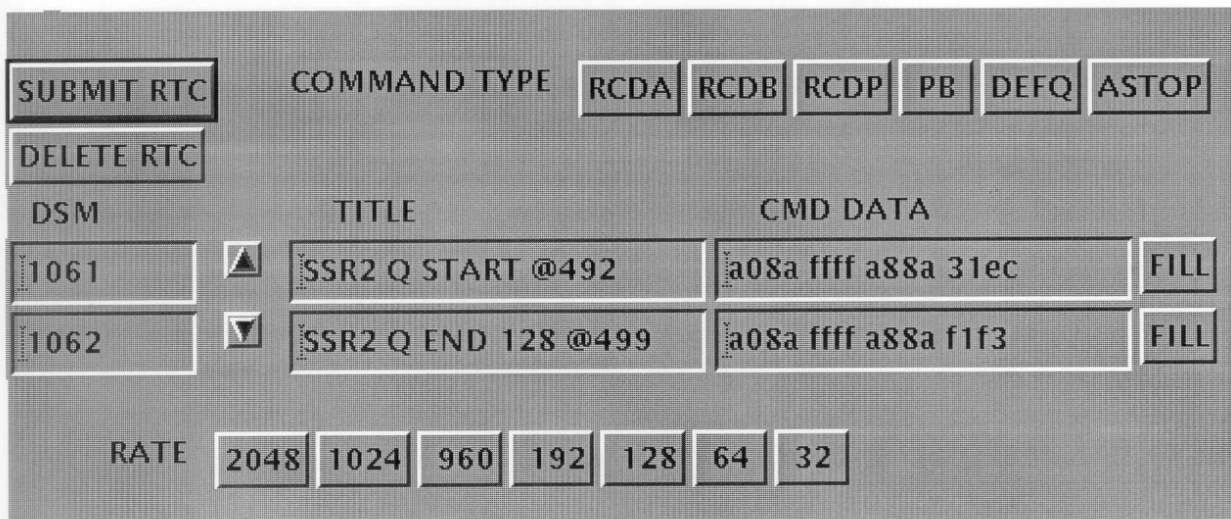 SUBMIT RTC COMMAND TYPE RCDA RCDB RCDP PB DEFQ ASTOP
DELETE RTC
DSM TITLE CMD DATA
1061 SSR2 Q START @492 a08a ffff a88a 31ec FILL
1062 SSR2 Q END 128 @499 a08a ffff a88a f1f3 FILL
RATE 2048 1024 960 192 128 64 32